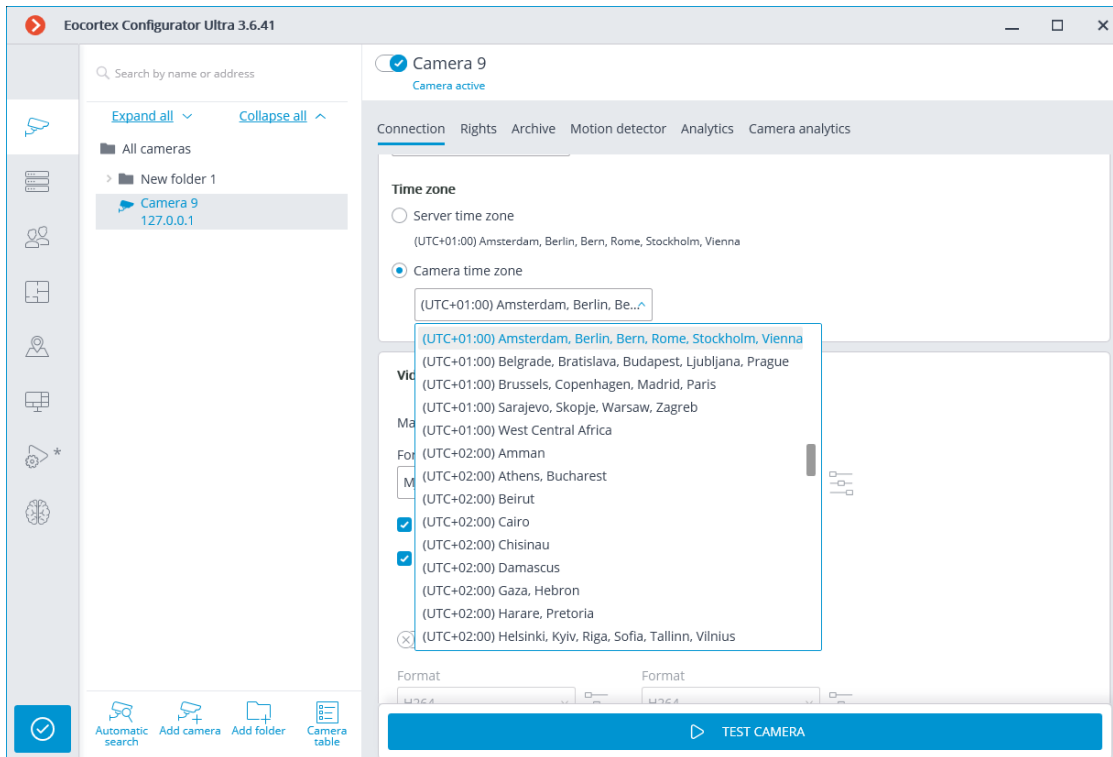 Eocortex Configurator Ultra 3.6.41
Search by name or address
Expand all
Collapse all
All cameras
New folder 1
Camera 9
127.0.0.1
Automatic search
Add camera
Add folder
Camera table
Camera 9
Camera active
Connection Rights Archive Motion detector Analytics Camera analytics
Time zone
Server time zone
(UTC+01:00) Amsterdam, Berlin, Bern, Rome, Stockholm, Vienna
Camera time zone
(UTC+01:00) Amsterdam, Berlin, Be...
(UTC+01:00) Amsterdam, Berlin, Bern, Rome, Stockholm, Vienna
(UTC+01:00) Belgrade, Bratislava, Budapest, Ljubljana, Prague
(UTC+01:00) Brussels, Copenhagen, Madrid, Paris
(UTC+01:00) Sarajevo, Skopje, Warsaw, Zagreb
(UTC+01:00) West Central Africa
(UTC+02:00) Amman
(UTC+02:00) Athens, Bucharest
(UTC+02:00) Beirut
(UTC+02:00) Cairo
(UTC+02:00) Chisinau
(UTC+02:00) Damascus
(UTC+02:00) Gaza, Hebron
(UTC+02:00) Harare, Pretoria
(UTC+02:00) Helsinki, Kyiv, Riga, Sofia, Tallinn, Vilnius
Format Format
H264 H264
TEST CAMERA